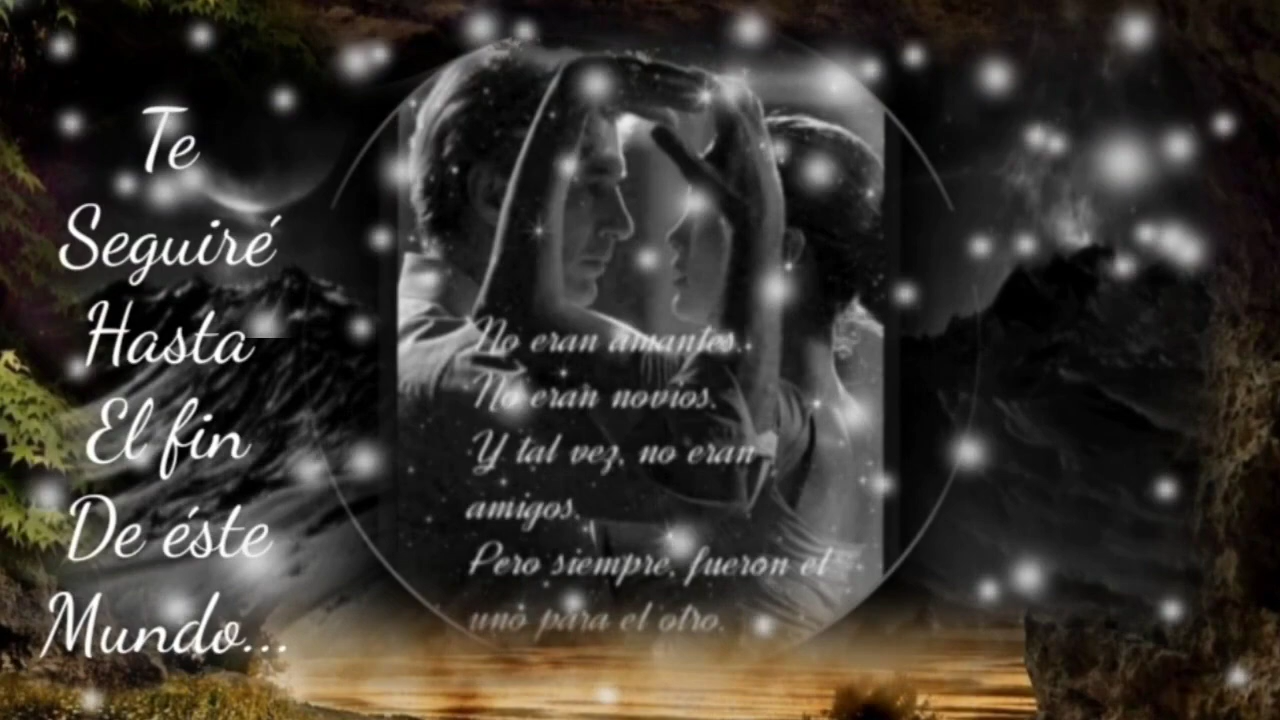 Te
Seguiré
Hasta
El fin
De éste
Mundo...
No eran amantes..
No eran novios.
Y tal vez, no eran
amigos.
Pero siempre, fueron el
uno para el otro.